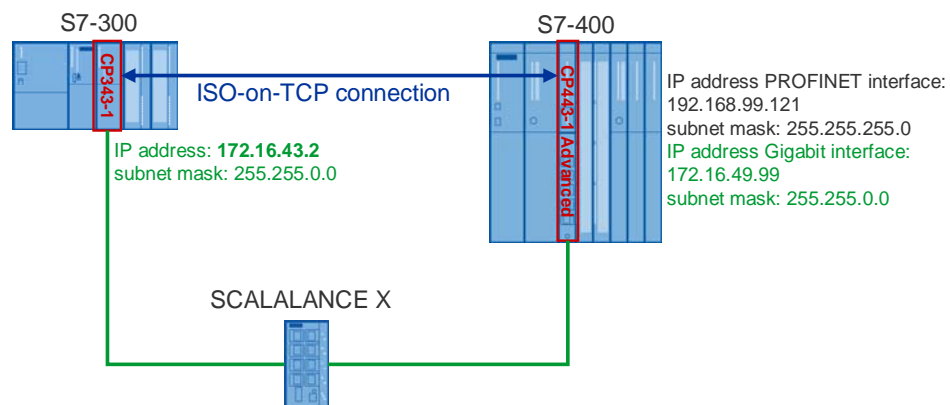 S7-300
S7-400
CP343-1
CP443-1 Advanced
ISO-on-TCP connection
IP address PROFINET interface:
192.168.99.121
subnet mask: 255.255.255.0
IP address Gigabit interface:
172.16.49.99
subnet mask: 255.255.0.0
IP address: 172.16.43.2
subnet mask: 255.255.0.0
SCALALANCE X